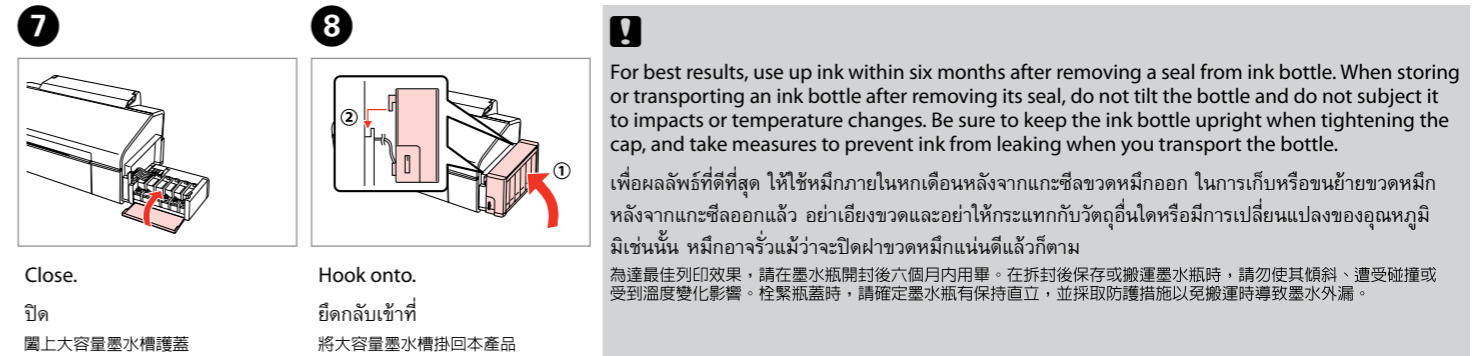 7
Close.
ปิด
闔上大容量墨水槽護蓋
8
②
①
Hook onto.
ยึดกลับเข้าที่
將大容量墨水槽掛回本產品
For best results, use up ink within six months after removing a seal from ink bottle. When storing
or transporting an ink bottle after removing its seal, do not tilt the bottle and do not subject it
to impacts or temperature changes. Be sure to keep the ink bottle upright when tightening the
cap, and take measures to prevent ink from leaking when you transport the bottle.
เพื่อผลลัพธ์ที่ดีที่สุด ให้ใช้หมึกภายในหกเดือนหลังจากแกะซีลขวดหมึกออก ในการเก็บหรือขนย้ายขวดหมึก
หลังจากแกะซีลออกแล้ว อย่าเอียงขวดและอย่าให้กระแทกกับวัตถุอื่นใดหรือมีการเปลี่ยนแปลงของอุณหภูมิ
มิเช่นนั้น หมึกอาจรั่วแม้ว่าจะปิดฝาขวดหมึกแน่นดีแล้วก็ตาม
為達最佳列印效果，請在墨水瓶開封後六個月內用畢。在拆封後保存或搬運墨水瓶時，請勿使其傾斜、遭受碰撞或
受到溫度變化影響。栓緊瓶蓋時，請確定墨水瓶有保持直立，並採取防護措施以免搬運時導致墨水外漏。